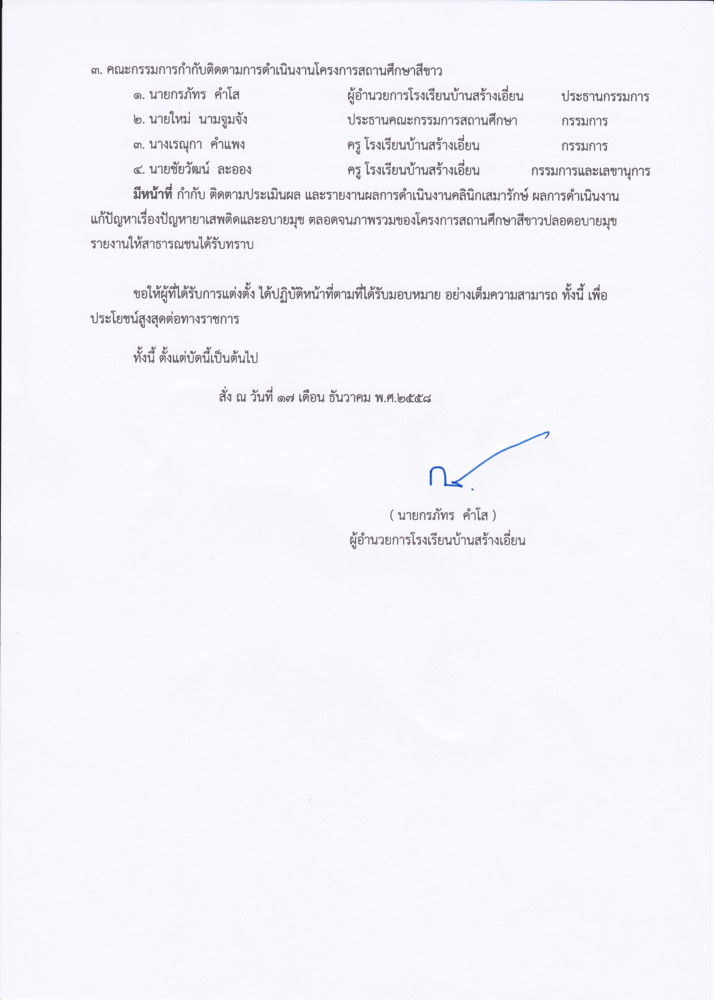 ๓. คณะกรรมการกำกับติดตามการดำเนินงานโครงการสถานศึกษาสีขาว
๑. นายกรภัทร คำโส ผู้อำนวยการโรงเรียนบ้านสร้างเอี่ยน ประธานกรรมการ
๒. นายใหม่ นามจูมจัง ประธานคณะกรรมการสถานศึกษา กรรมการ
๓. นางเรณุกา คำแพง ครู โรงเรียนบ้านสร้างเอี่ยน กรรมการ
๔. นายชัยวัฒน์ ละออง ครู โรงเรียนบ้านสร้างเอี่ยน กรรมการและเลขานุการ
มีหน้าที่ กำกับ ติดตามประเมินผล และรายงานผลการดำเนินงานคลินิกเสมารักษ์ ผลการดำเนินงาน
แก้ปัญหาเรื่องปัญหายาเสพติดและอบายมุข ตลอดจนภาพรวมของโครงการสถานศึกษาสีขาวปลอดอบายมุข
รายงานให้สาธารณชนได้รับทราบ
ขอให้ผู้ที่ได้รับการแต่งตั้ง ได้ปฏิบัติหน้าที่ตามที่ได้รับมอบหมาย อย่างเต็มความสามารถ ทั้งนี้ เพื่อ
ประโยชน์สูงสุดต่อทางราชการ
ทั้งนี้ ตั้งแต่บัดนี้เป็นต้นไป
สั่ง ณ วันที่ ๑๗ เดือน ธันวาคม พ.ศ.๒๕๕๘
( นายกรภัทร คำโส )
ผู้อำนวยการโรงเรียนบ้านสร้างเอี่ยน